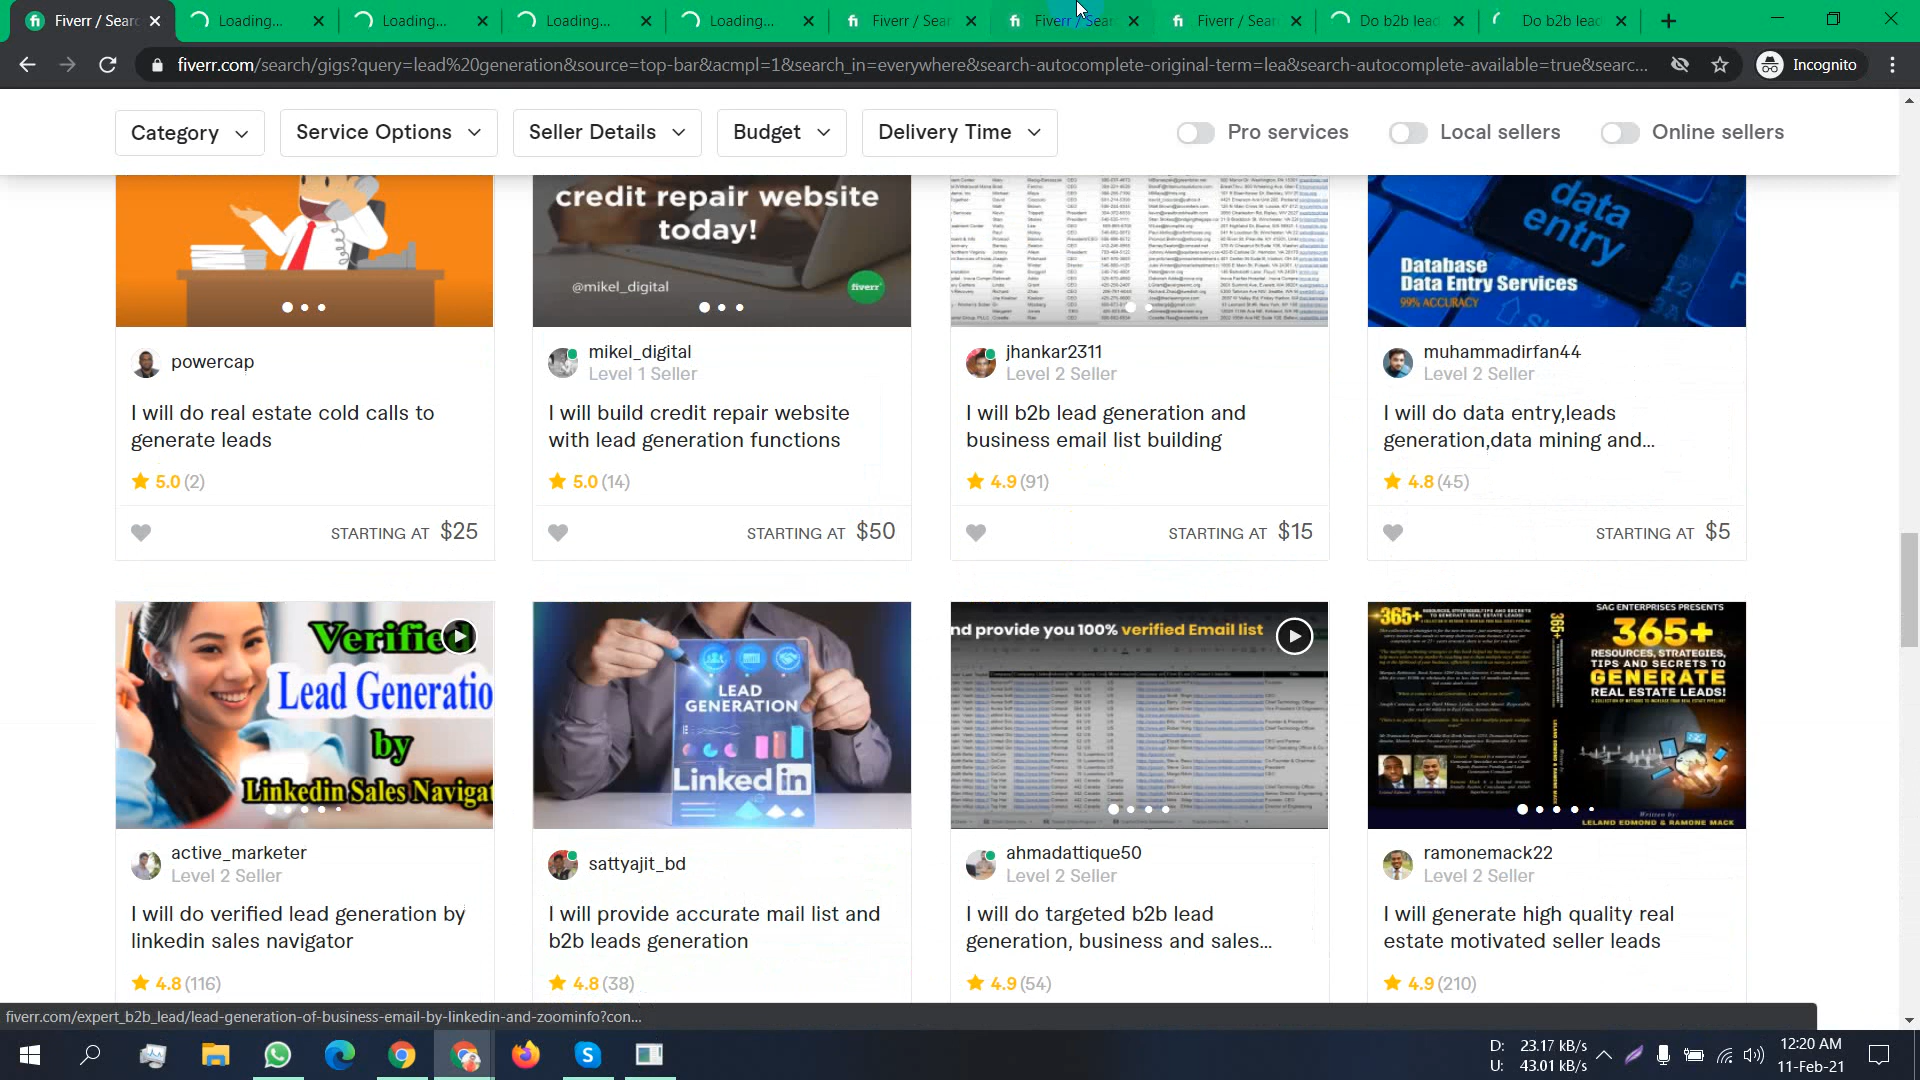 Fiverr / Sear
Loading...
Loading...
Loading...
Loading...
Fiverr / Sear
Fiverr / Sear
Fiverr / Sear
Do b2b lead
Do b2b lead
fiverr.com/search/gigs?query=lead%20generation&source=top-bar&acmpl=1&search_in=everywhere&search-autocomplete-original-term=lea&search-autocomplete-available=true&searc...
Incognito
Category
Service Options
Seller Details
Budget
Delivery Time
Pro services
Local sellers
Online sellers
credit repair website
today!
@mikel_digital
fiverr
data
entry
Database
Data Entry Services
99% ACCURACY
powercap
mikel_digital
Level 1 Seller
jhankar2311
Level 2 Seller
muhammadirfan44
Level 2 Seller
I will do real estate cold calls to
generate leads
I will build credit repair website
with lead generation functions
I will b2b lead generation and
business email list building
I will do data entry,leads
generation,data mining and...
5.0 (2)
5.0 (14)
4.9 (91)
4.8 (45)
STARTING AT $25
STARTING AT $50
STARTING AT $15
STARTING AT $5
Verified
Lead Generatio
by
Linkedin Sales Navigat
LEAD
GENERATION
Linked in
nd provide you 100% verified Email list
365+
365+
SAG ENTERPRISES PRESENTS
365+
RESOURCES, STRATEGIES,
TIPS AND SECRETS TO
GENERATE
REAL ESTATE LEADS!
Written by:
LELAND EDMOND & RAMONE MACK
active_marketer
Level 2 Seller
sattyajit_bd
ahmadattique50
Level 2 Seller
ramonemack22
Level 2 Seller
I will do verified lead generation by
linkedin sales navigator
I will provide accurate mail list and
b2b leads generation
I will do targeted b2b lead
generation, business and sales...
I will generate high quality real
estate motivated seller leads
4.8 (116)
4.8 (38)
4.9 (54)
4.9 (210)
fiverr.com/expert_b2b_lead/lead-generation-of-business-email-by-linkedin-and-zoominfo?con...
D: 23.17 kB/s
U: 43.01 kB/s
12:20 AM
11-Feb-21